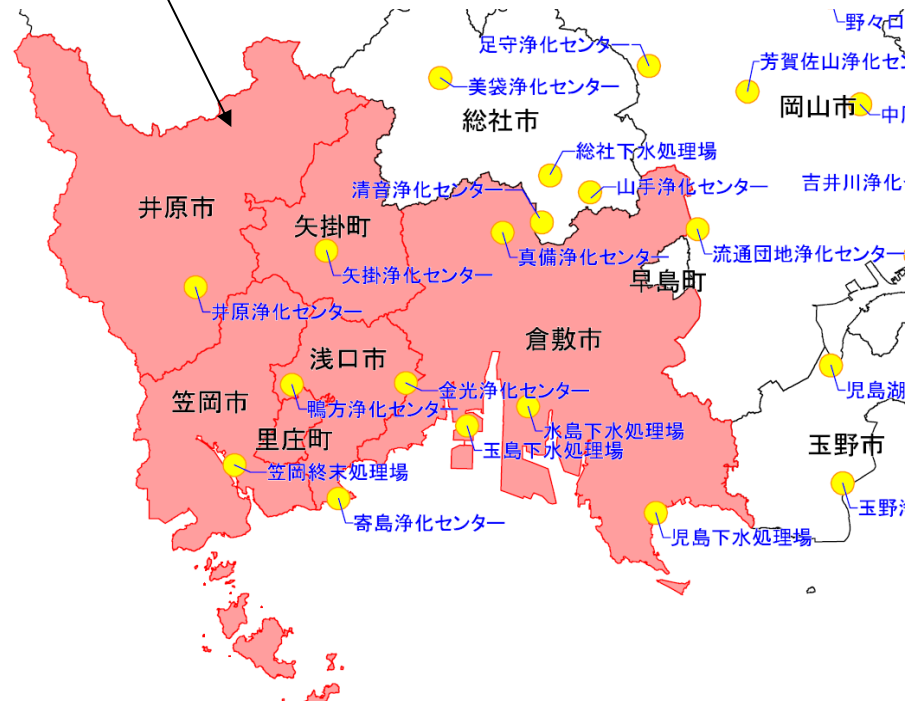 野々口
足守浄化センター
芳賀佐山浄化セ
美袋浄化センター
岡山市
総社市
総社下水処理場
清音浄化センター
山手浄化センター
吉井川浄化
井原市
矢掛町
真備浄化センター
流通団地浄化センター
矢掛浄化センター
早島町
井原浄化センター
倉敷市
浅口市
金光浄化センター
児島湖
笠岡市
鴨方浄化センター
水島下水処理場
里庄町
玉島下水処理場
玉野市
笠岡終末処理場
玉野
寄島浄化センター
児島下水処理場